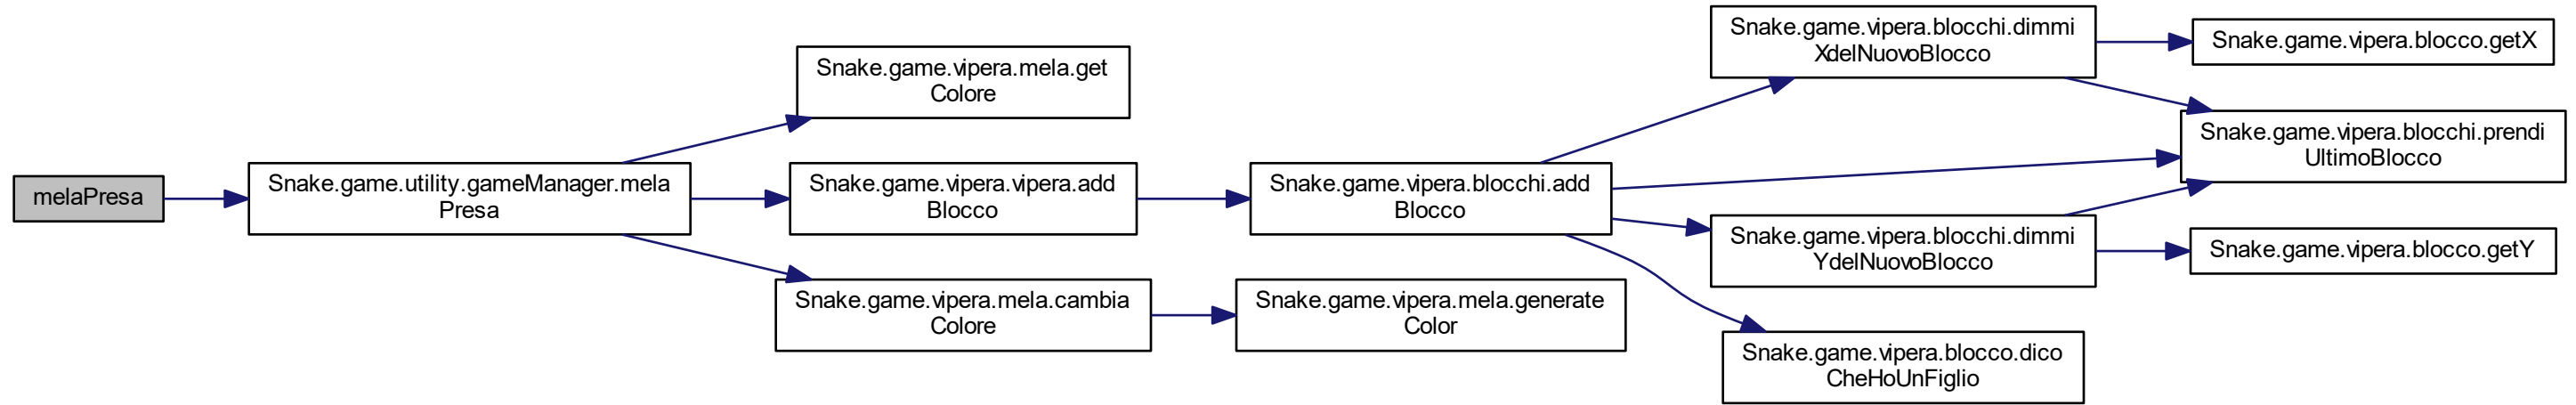 melaPresa
Snake.game.utility.gameManager.mela
Presa
Snake.game.vipera.mela.get
Colore
Snake.game.vipera.vipera.add
Blocco
Snake.game.vipera.mela.cambia
Colore
Snake.game.vipera.blocchi.add
Blocco
Snake.game.vipera.mela.generate
Color
Snake.game.vipera.blocchi.dimmi
XdelNuovoBlocco
Snake.game.vipera.blocchi.dimmi
YdelNuovoBlocco
Snake.game.vipera.blocco.dico
CheHoUnFiglio
Snake.game.vipera.blocco.getX
Snake.game.vipera.blocchi.prendi
UltimoBlocco
Snake.game.vipera.blocco.getY